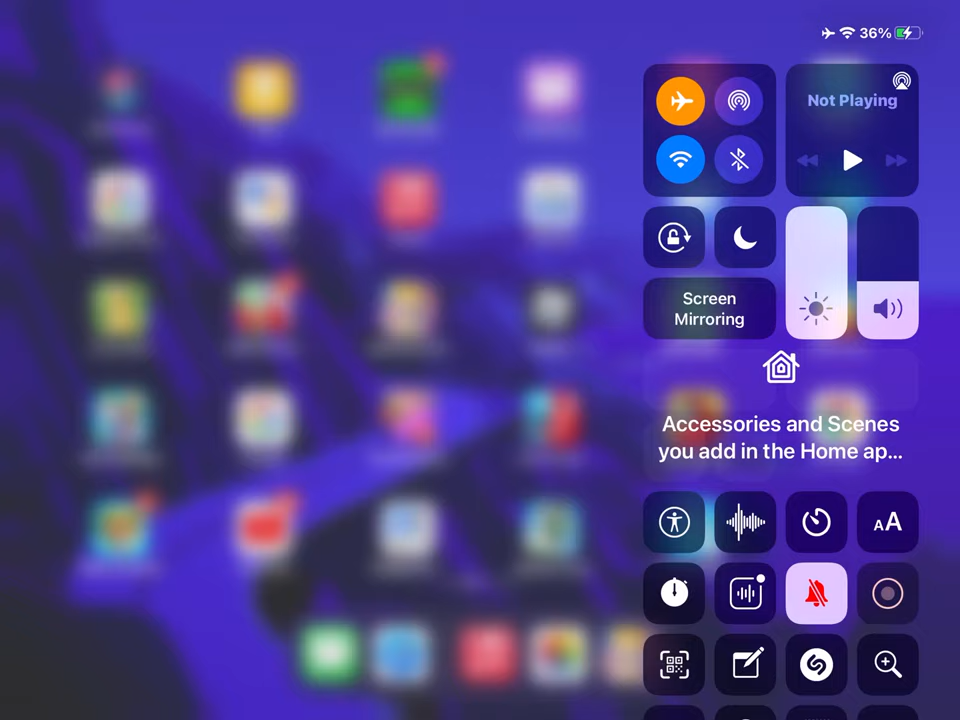 36%
Not Playing
Screen
Mirroring
Accessories and Scenes
you add in the Home ap...
AA